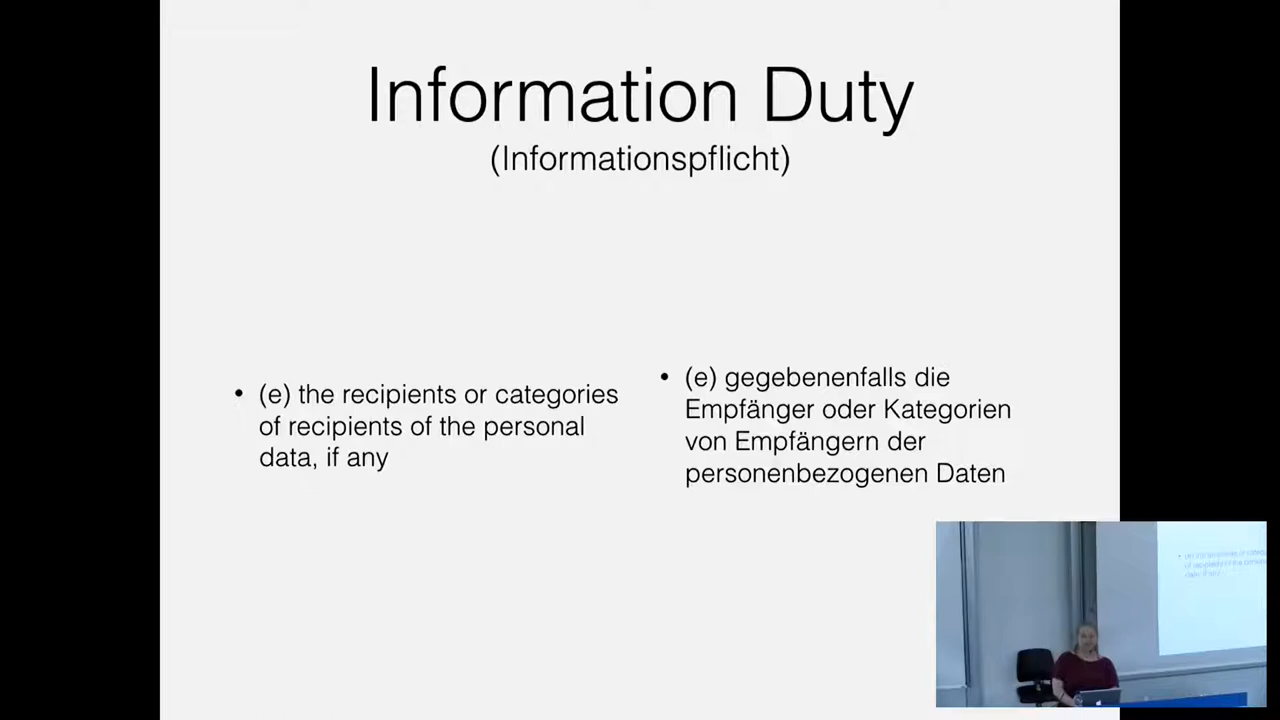 Information Duty
(Informationspflicht)
• (e) the recipients or categories
of recipients of the personal
data, if any
• (e) gegebenenfalls die
Empfänger oder Kategorien
von Empfängern der
personenbezogenen Daten